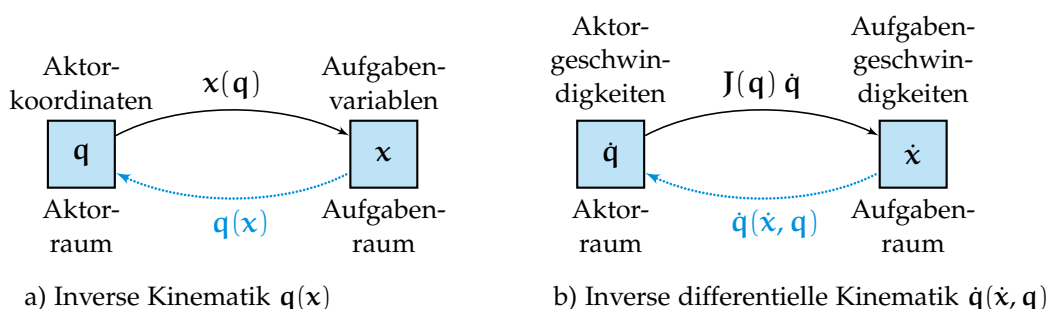 Aktor-
koordinaten
x(q)
Aufgaben-
variablen
q
x
q(x)
Aktor-
raum
Aufgaben-
raum
a) Inverse Kinematik q(x)
Aktor-
geschwin-
digkeiten
J(q) q̇
Aufgaben-
geschwin-
digkeiten
q̇
ẋ
q̇(ẋ, q)
Aktor-
raum
Aufgaben-
raum
b) Inverse differentielle Kinematik q̇(ẋ, q)